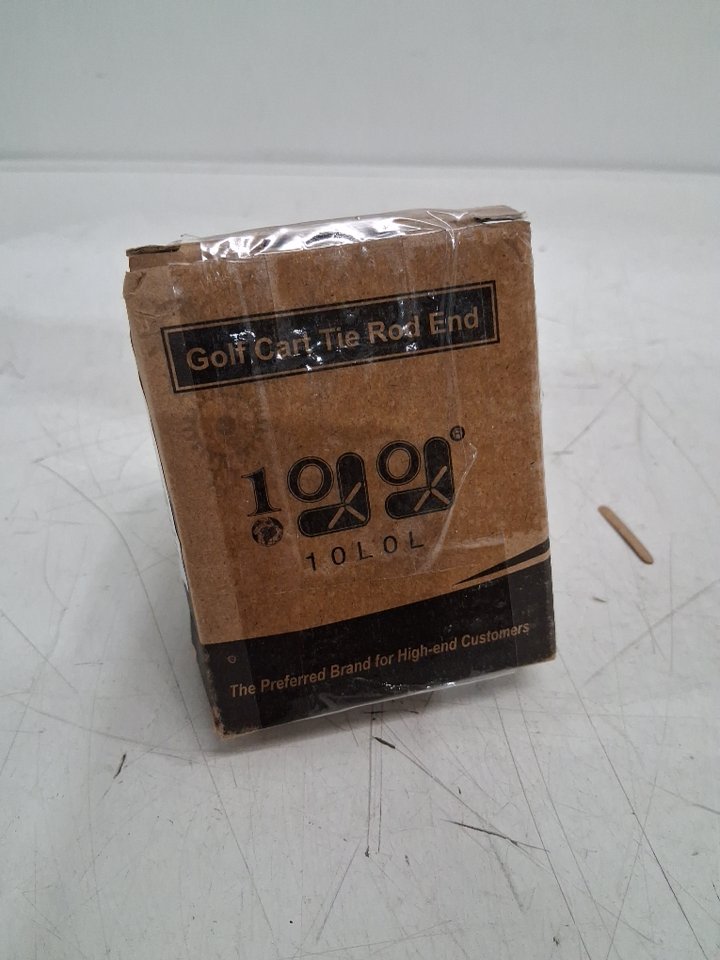 Golf Cart Tie Rod End
10L0L
The Preferred Brand for High-end Customers